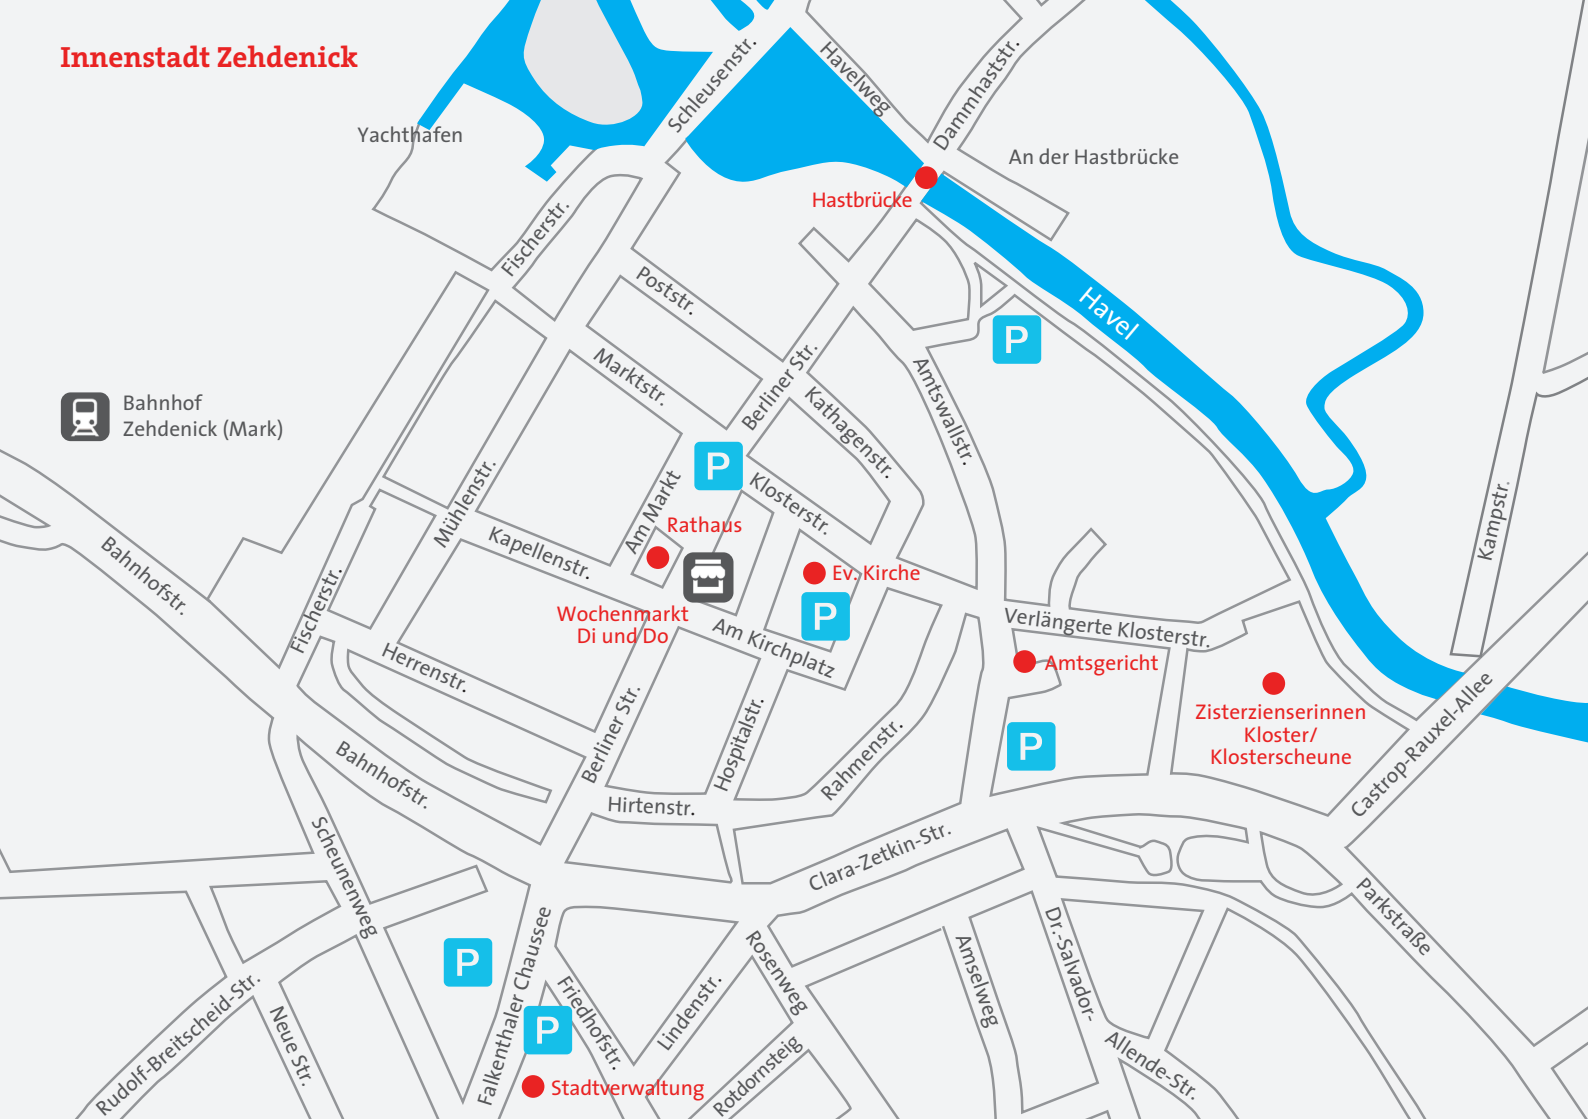 Innenstadt Zehdenick
Yachthafen
Schleusenstr.
Havelweg
Dammhaststr.
An der Hastbrücke
Hastbrücke
Fischerstr.
Poststr.
Havel
P
Marktstr.
Berliner Str.
Kathagenstr.
Amtswallstr.
Bahnhof
Zehdenick (Mark)
P
Mühlenstr.
Am Markt
Klosterstr.
Kampstr.
Rathaus
Kapellenstr.
Bahnhofstr.
Fischerstr.
Ev. Kirche
P
Wochenmarkt
Di und Do
Am Kirchplatz
Verlängerte Klosterstr.
Amtsgericht
Herrenstr.
Zisterzienserinnen
Kloster/
Klosterscheune
Berliner Str.
Hospitalstr.
Rahmenstr.
P
Castrop-Rauxel-Allee
Bahnhofstr.
Hirtenstr.
Scheunenweg
Clara-Zetkin-Str.
Parkstraße
P
Falkenthaler Chaussee
Rosenweg
Amselweg
Dr.-Salvador-
Allende-Str.
Rudolf-Breitscheid-Str.
Neue Str.
P
Friedhofstr.
Lindenstr.
Rotdornsteig
Stadtverwaltung